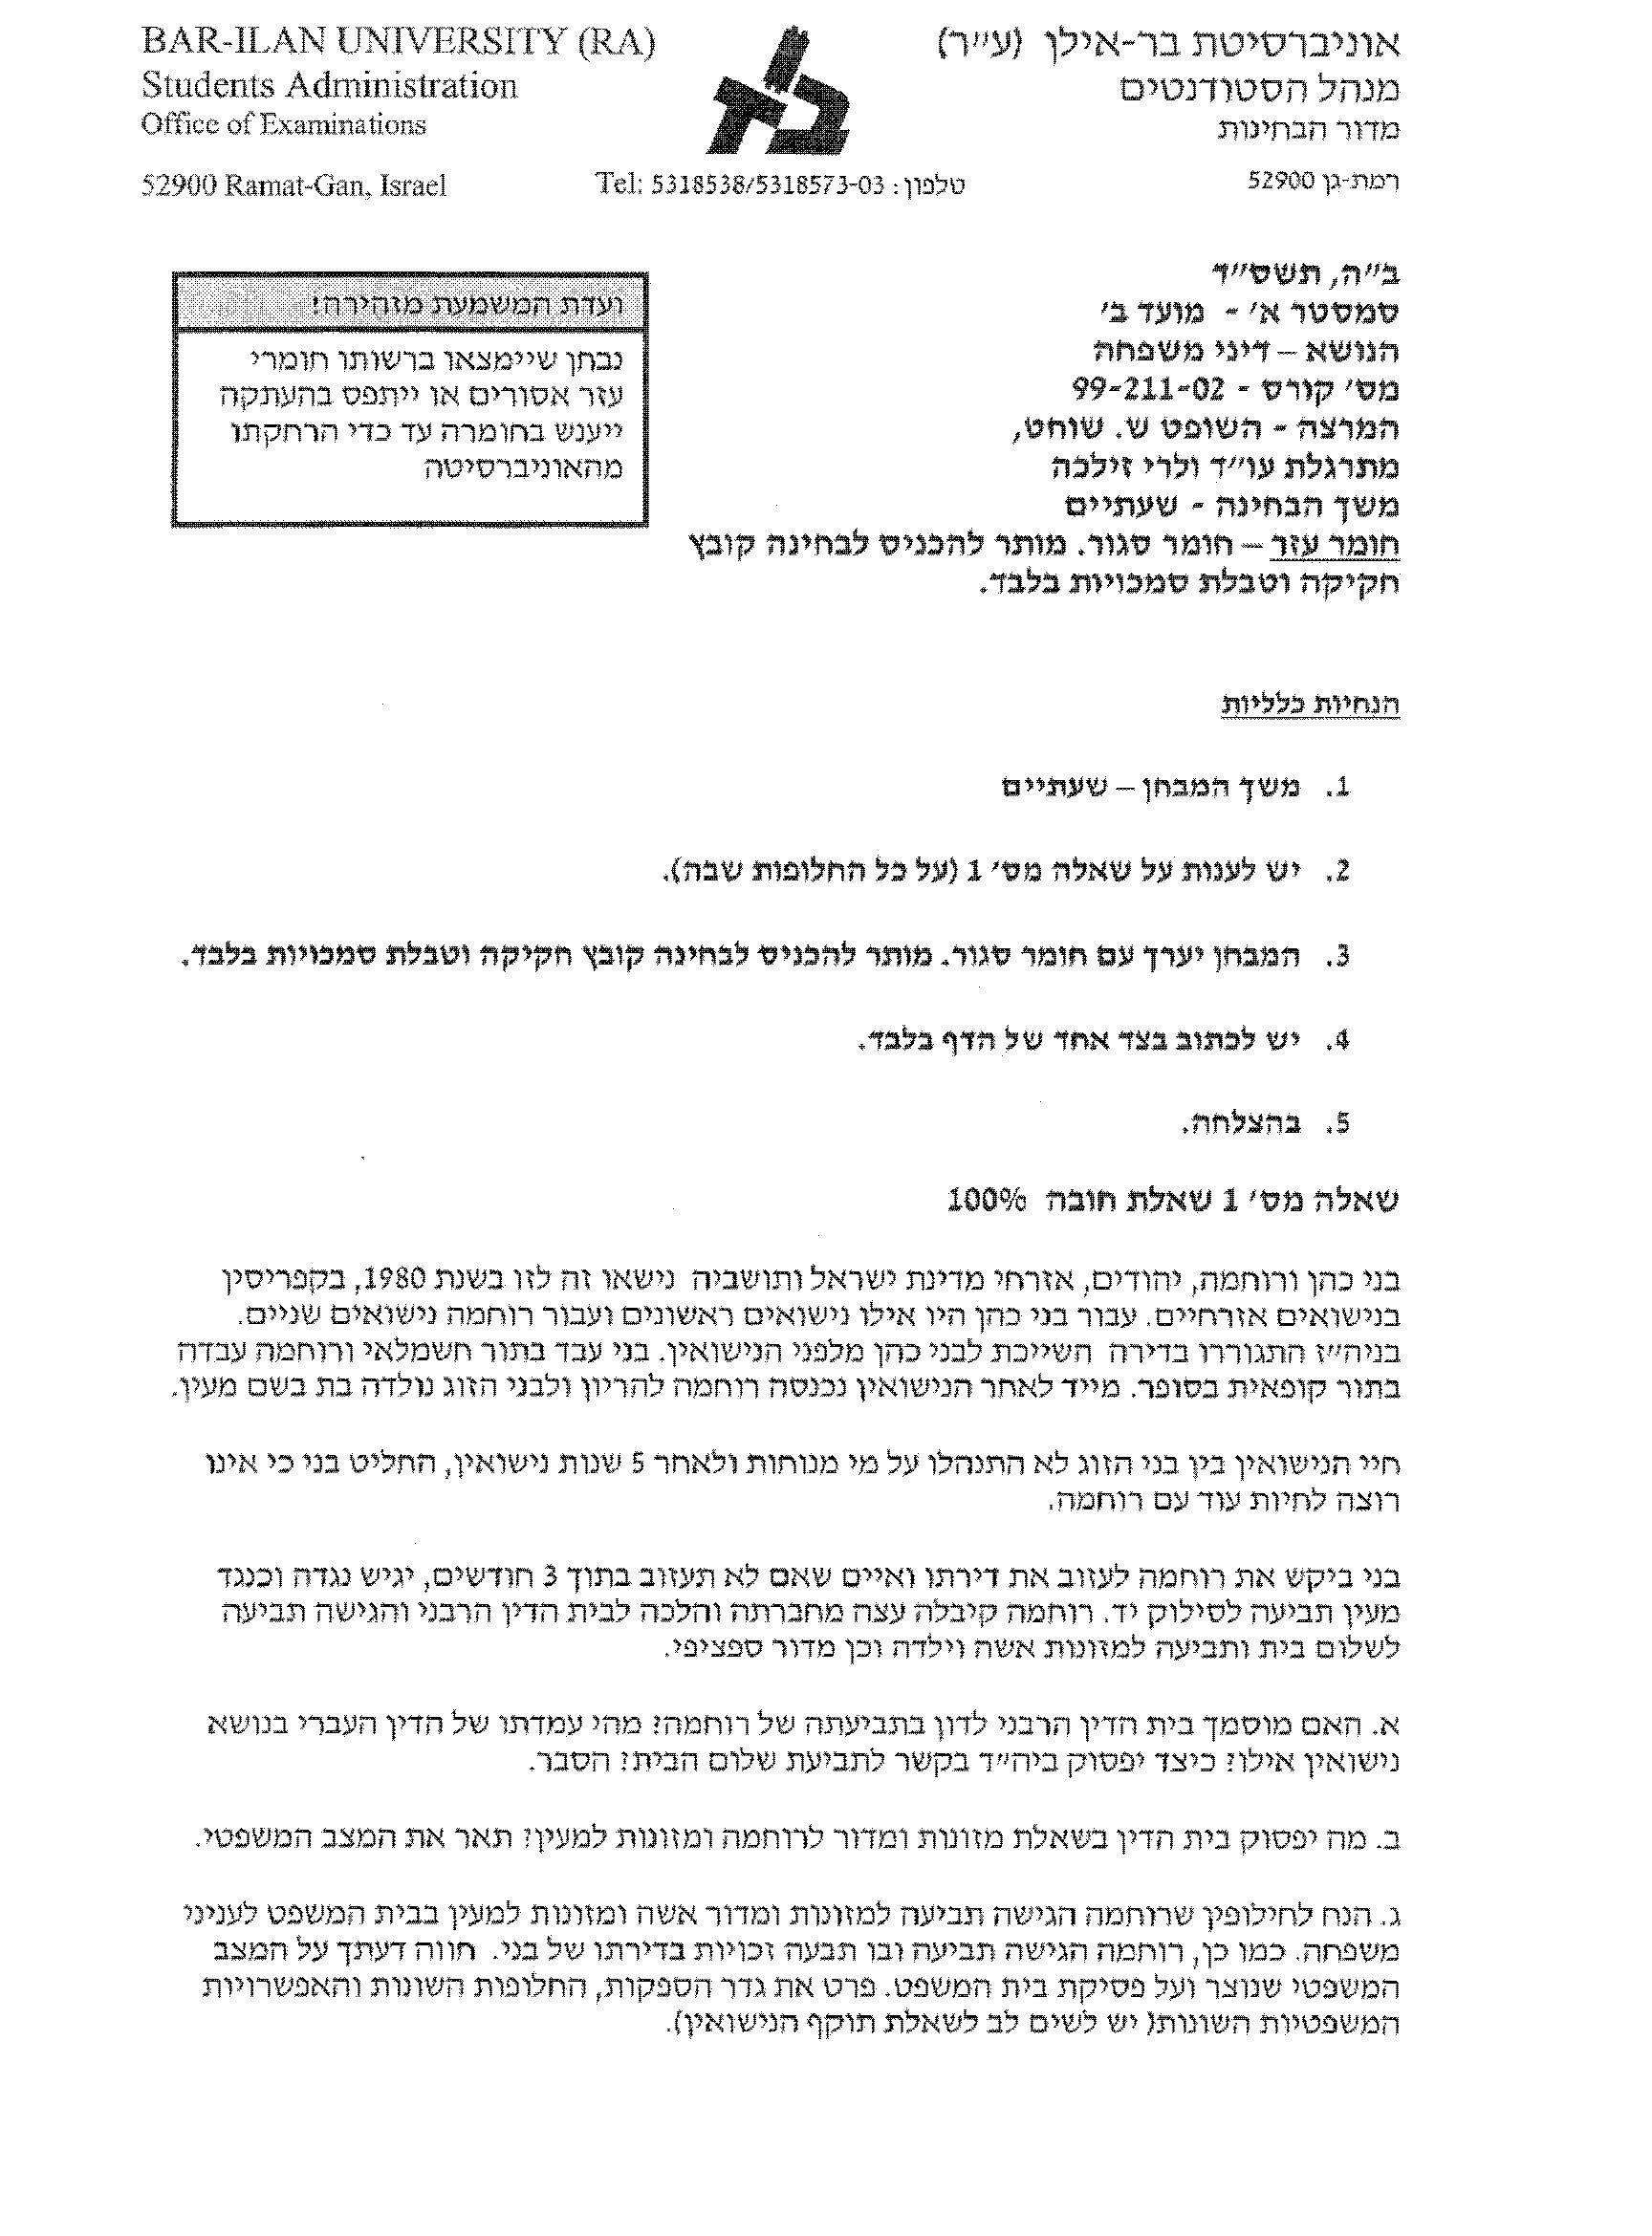 BAR-ILAN UNIVERSITY (RA)
Students Administration
Office of Examinations
52900 Ramat-Gan, Israel
אוניברסיטת בר-אילן (ע״ר)
מנהל הסטודנטים
מדור הבחינות
רמת-גן 52900
טלפון: 03-5318538/5318573 :Tel
ועדת המשמעת מזהירה!
נבחן שיימצאו ברשותו חומרי
עזר אסורים או ייתפס בהעתקה
ייענש בחומרה עד כדי הרחקתו
מהאוניברסיטה
ב״ה, תשס״ד
סמסטר א׳ - מועד ב׳
הנושא – דיני משפחה
מס׳ קורס - 99-211-02
המרצה - השופט ש. שוחט,
מתרגלת עו״ד ולרי זילכה
משך הבחינה - שעתיים
חומר עזר – חומר סגור. מותר להכניס לבחינה קובץ
חקיקה וטבלת סמכויות בלבד.
הנחיות כלליות
1. משך המבחן – שעתיים
2. יש לענות על שאלה מס׳ 1 (על כל החלופות שבה).
3. המבחן יערך עם חומר סגור. מותר להכניס לבחינה קובץ חקיקה וטבלת סמכויות בלבד.
4. יש לכתוב בצד אחד של הדף בלבד.
5. בהצלחה.
שאלה מס׳ 1 שאלת חובה 100%
בני כהן ורוחמה, יהודים, אזרחי מדינת ישראל ותושביה נישאו זה לזו בשנת 1980, בקפריסין
בנישואים אזרחיים. עבור בני כהן היו אילו נישואים ראשונים ועבור רוחמה נישואים שניים.
בניה״ז התגוררו בדירה השייכת לבני כהן מלפני הנישואין. בני עבד בתור חשמלאי ורוחמה עבדה
בתור קופאית בסופר. מייד לאחר הנישואין נכנסה רוחמה להריון ולבני הזוג נולדה בת בשם מעין.
חיי הנישואין בין בני הזוג לא התנהלו על מי מנוחות ולאחר 5 שנות נישואין, החליט בני כי אינו
רוצה לחיות עוד עם רוחמה.
בני ביקש את רוחמה לעזוב את דירתו ואיים שאם לא תעזוב בתוך 3 חודשים, יגיש נגדה וכנגד
מעין תביעה לסילוק יד. רוחמה קיבלה עצה מחברתה והלכה לבית הדין הרבני והגישה תביעה
לשלום בית ותביעה למזונות אשה וילדה וכן מדור ספציפי.
א. האם מוסמך בית הדין הרבני לדון בתביעתה של רוחמה? מהי עמדתו של הדין העברי בנושא
נישואין אילו? כיצד יפסוק ביה״ד בקשר לתביעת שלום הבית? הסבר.
ב. מה יפסוק בית הדין בשאלת מזונות ומדור לרוחמה ומזונות למעין? תאר את המצב המשפטי.
ג. הנח לחילופין שרוחמה הגישה תביעה למזונות ומדור אשה ומזונות למעין בבית המשפט לעניני
משפחה. כמו כן, רוחמה הגישה תביעה ובו תבעה זכויות בדירתו של בני. חווה דעתך על המצב
המשפטי שנוצר ועל פסיקת בית המשפט. פרט את גדר הספקות, החלופות השונות והאפשרויות
המשפטיות השונות( יש לשים לב לשאלת תוקף הנישואין).